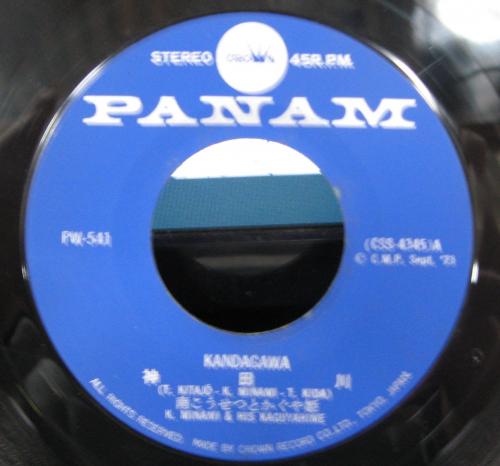 STEREO CROWN 45R.P.M.
PANAM
PW-541
(CSS-4345)A
© C.M.P. Sept. '73
KANDAGAWA
神田川
(T. KITAJŌ - K. MINAMI - T. KIDA)
南こうせつとかぐや姫
K. MINAMI & HIS KAGUYAHIME
ALL RIGHTS RESERVED. MADE BY CROWN RECORD CO.,LTD. TOKYO, JAPAN